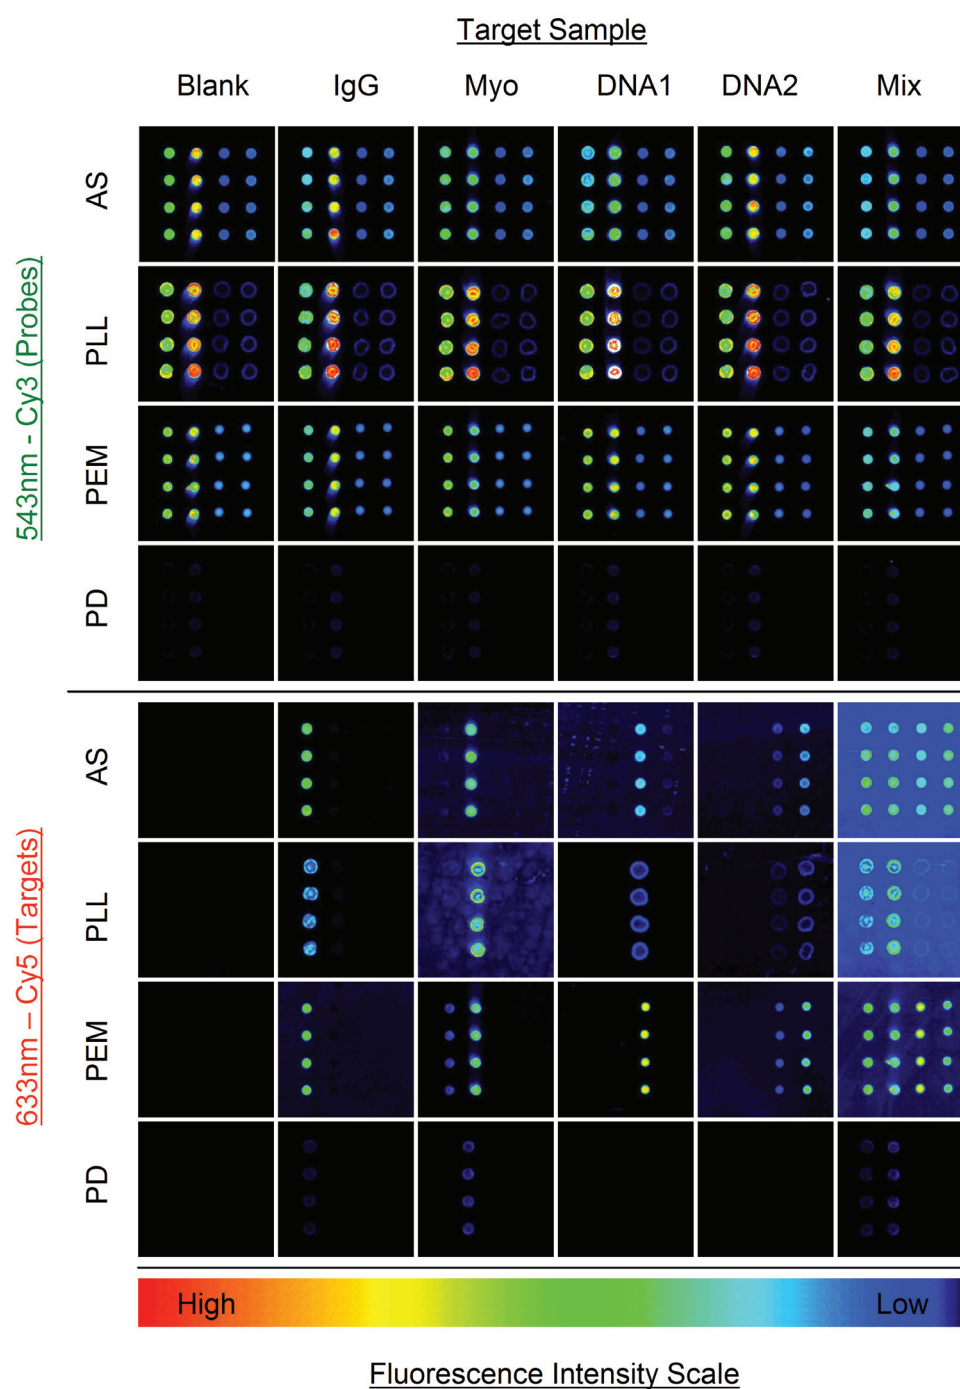 Target Sample
Blank IgG Myo DNA1 DNA2 Mix
543nm - Cy3 (Probes)
AS
PLL
PEM
PD
633nm – Cy5 (Targets)
AS
PLL
PEM
PD
High Low
Fluorescence Intensity Scale